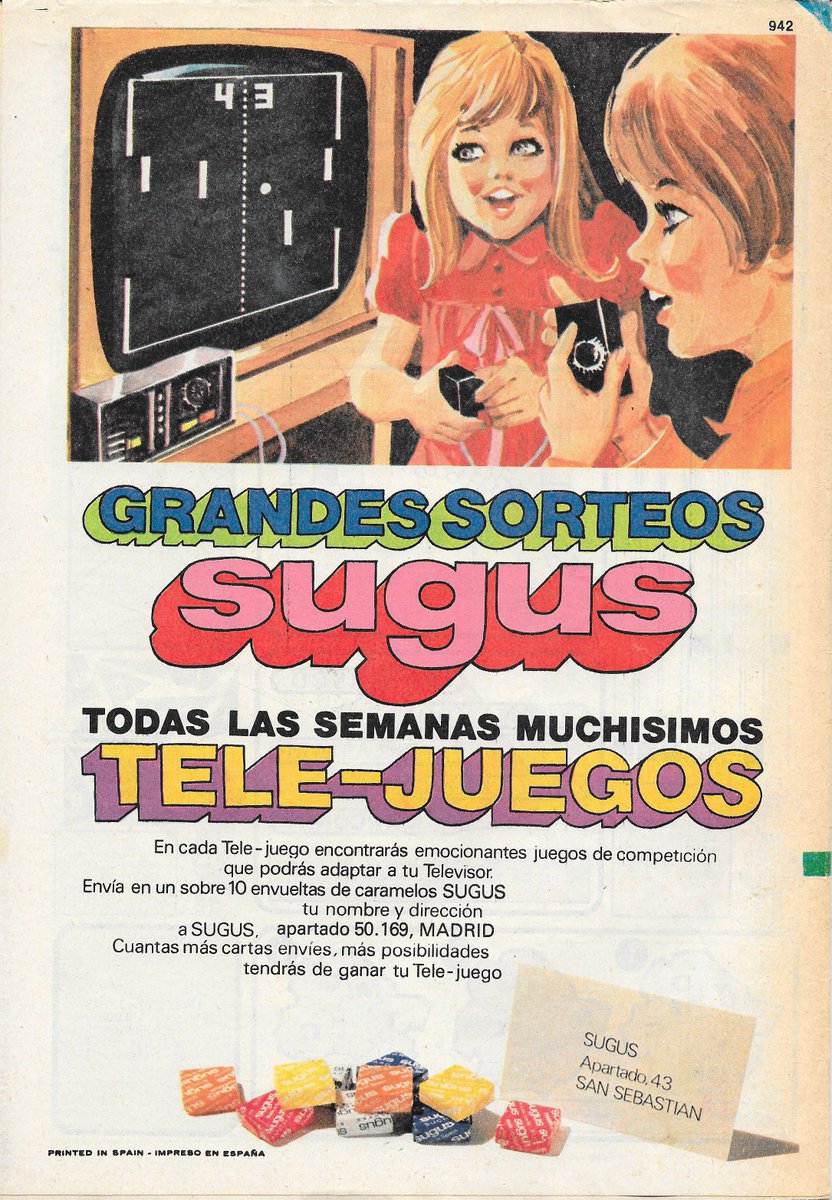 942
4 3
GRANDES SORTEOS
sugus
TODAS LAS SEMANAS MUCHISIMOS
TELE-JUEGOS
En cada Tele-juego encontrarás emocionantes juegos de competición
que podrás adaptar a tu Televisor.
Envía en un sobre 10 envueltas de caramelos SUGUS
tu nombre y dirección
a SUGUS, apartado 50.169, MADRID
Cuantas más cartas envíes, más posibilidades
tendrás de ganar tu Tele-juego
SUGUS
Apartado, 43
SAN SEBASTIAN
sugus
PRINTED IN SPAIN - IMPRESO EN ESPAÑA